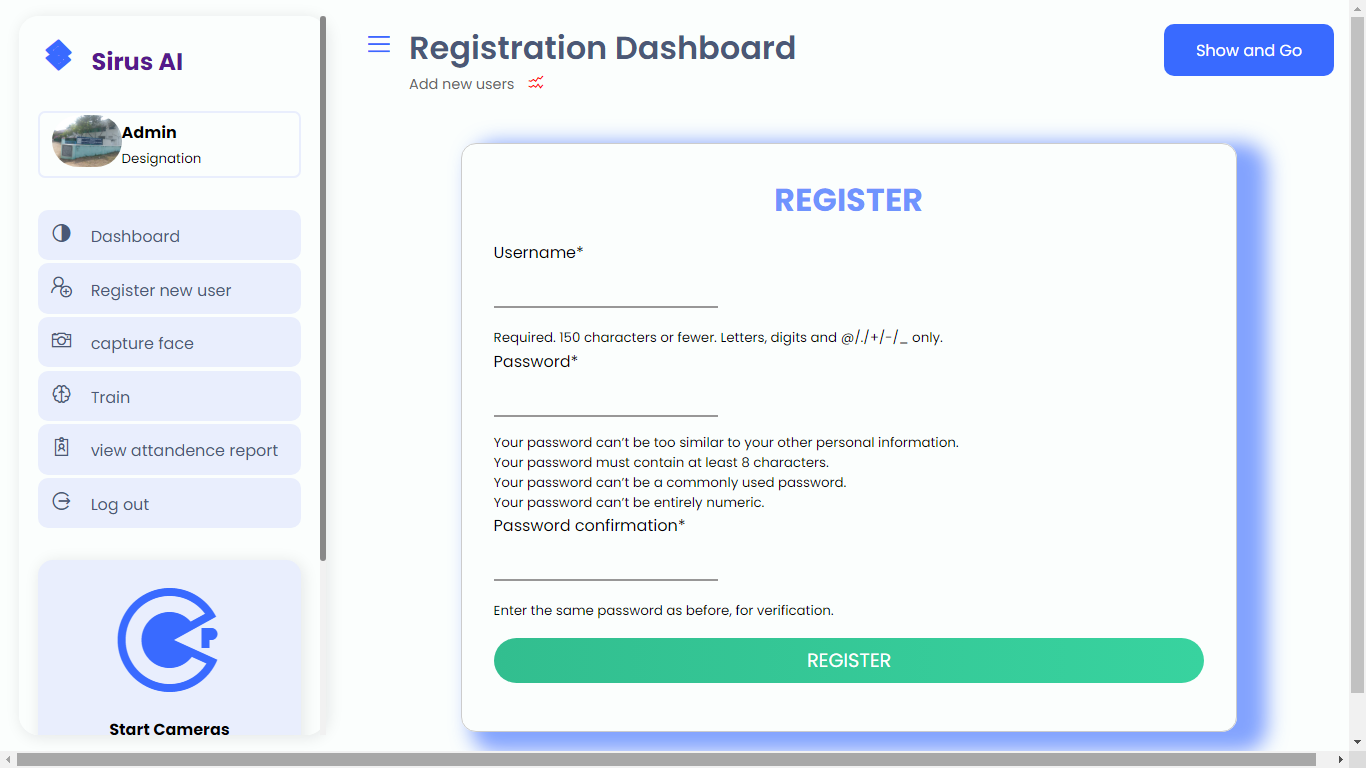 Sirus AI
Admin
Designation
Dashboard
Register new user
capture face
Train
view attandence report
Log out
Start Cameras
Registration Dashboard
Add new users
Show and Go
REGISTER
Username*
Required. 150 characters or fewer. Letters, digits and @/./+/-/_ only.
Password*
Your password can’t be too similar to your other personal information.
Your password must contain at least 8 characters.
Your password can’t be a commonly used password.
Your password can’t be entirely numeric.
Password confirmation*
Enter the same password as before, for verification.
REGISTER